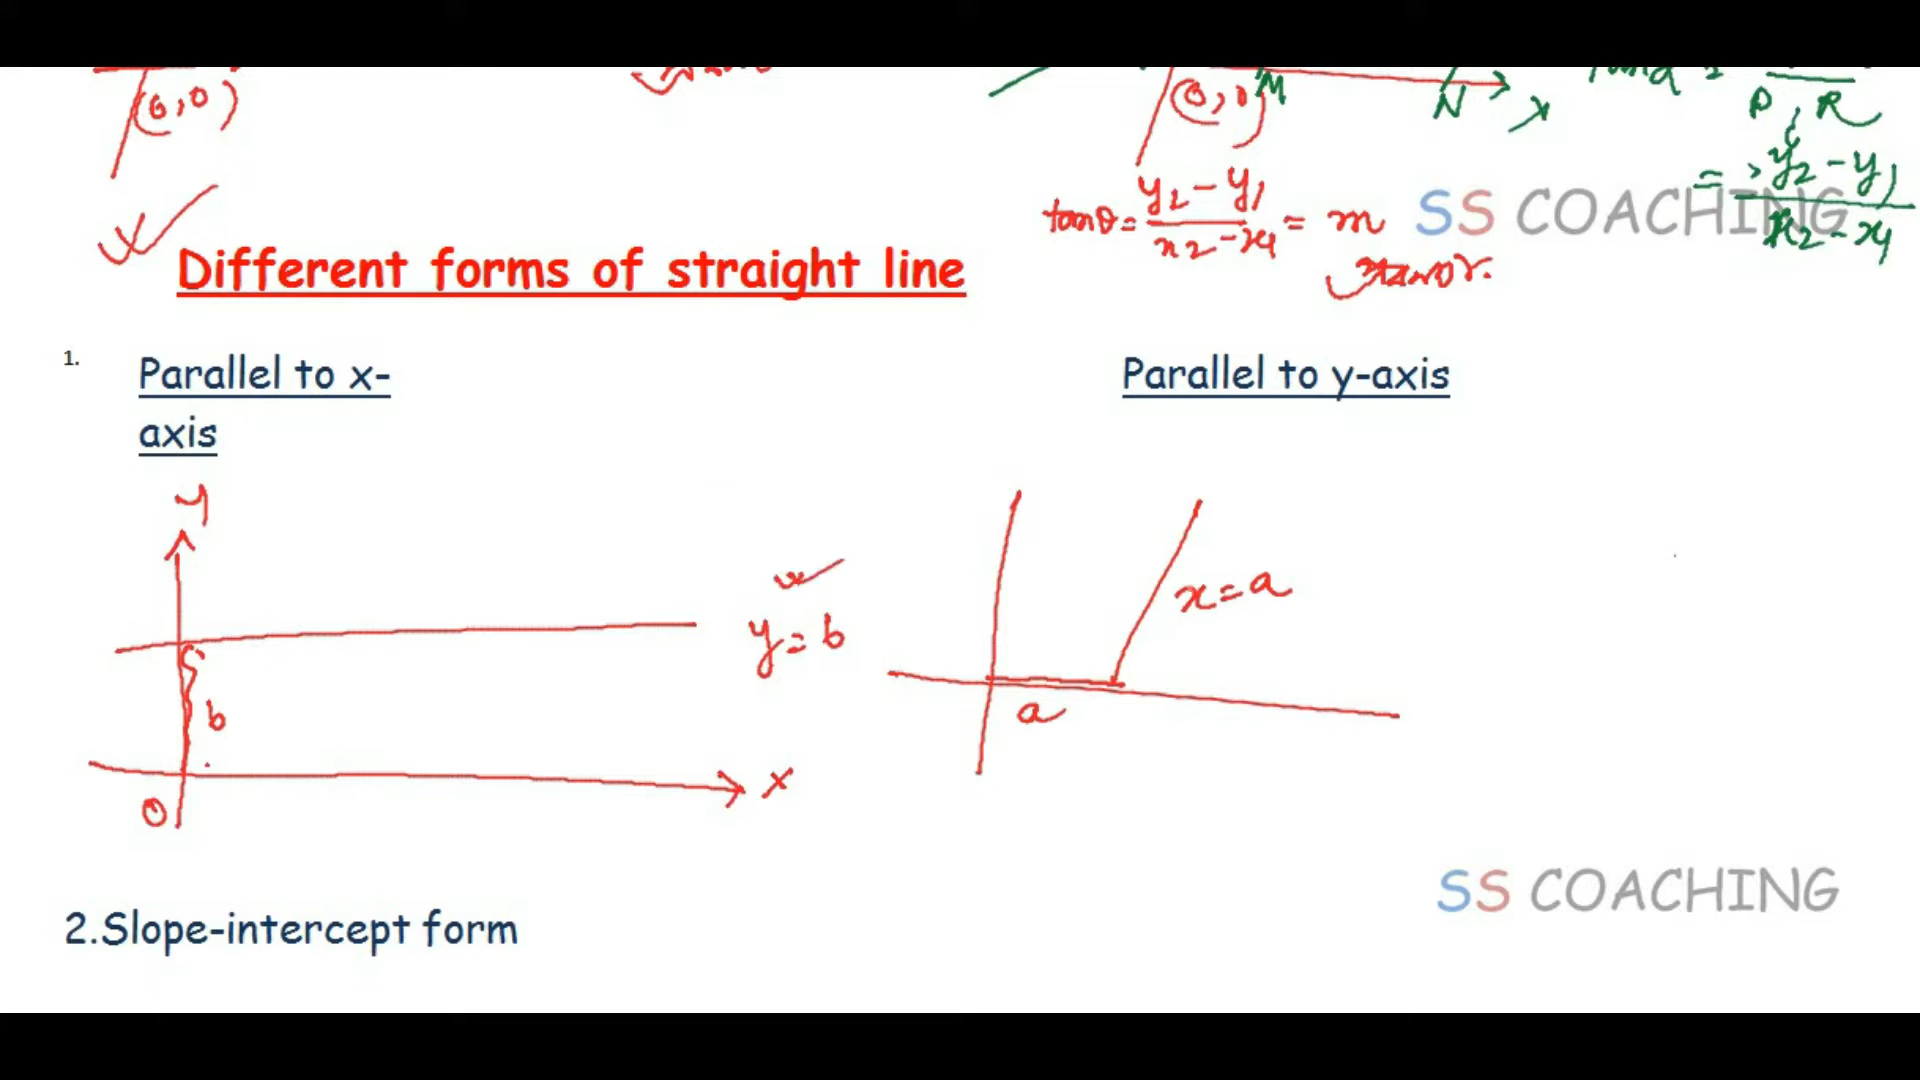 (0,0)
(0,0)
M
N
X
P, R
= y2 - y1
x2 - x1
tanθ = y2 - y1 / x2 - x1 = m
SS COACHING
Different forms of straight line
1.
Parallel to x-
axis
Parallel to y-axis
y
y = b
b
O
X
x = a
a
SS COACHING
2.Slope-intercept form